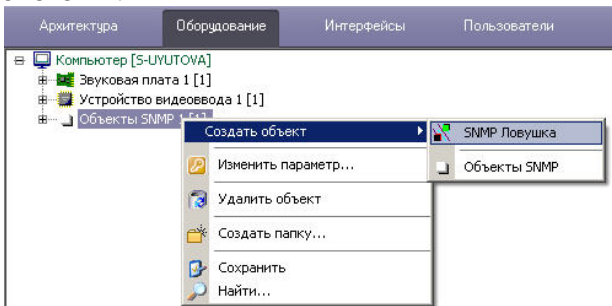 Архитектура Оборудование Интерфейсы Пользователи
Компьютер [S-UYUTOVA]
Звуковая плата 1 [1]
Устройство видеоввода 1 [1]
Объекты SNMP 1 [1]
Создать объект
SNMP Ловушка
Изменить параметр...
Объекты SNMP
Удалить объект
Создать папку...
Сохранить
Найти...